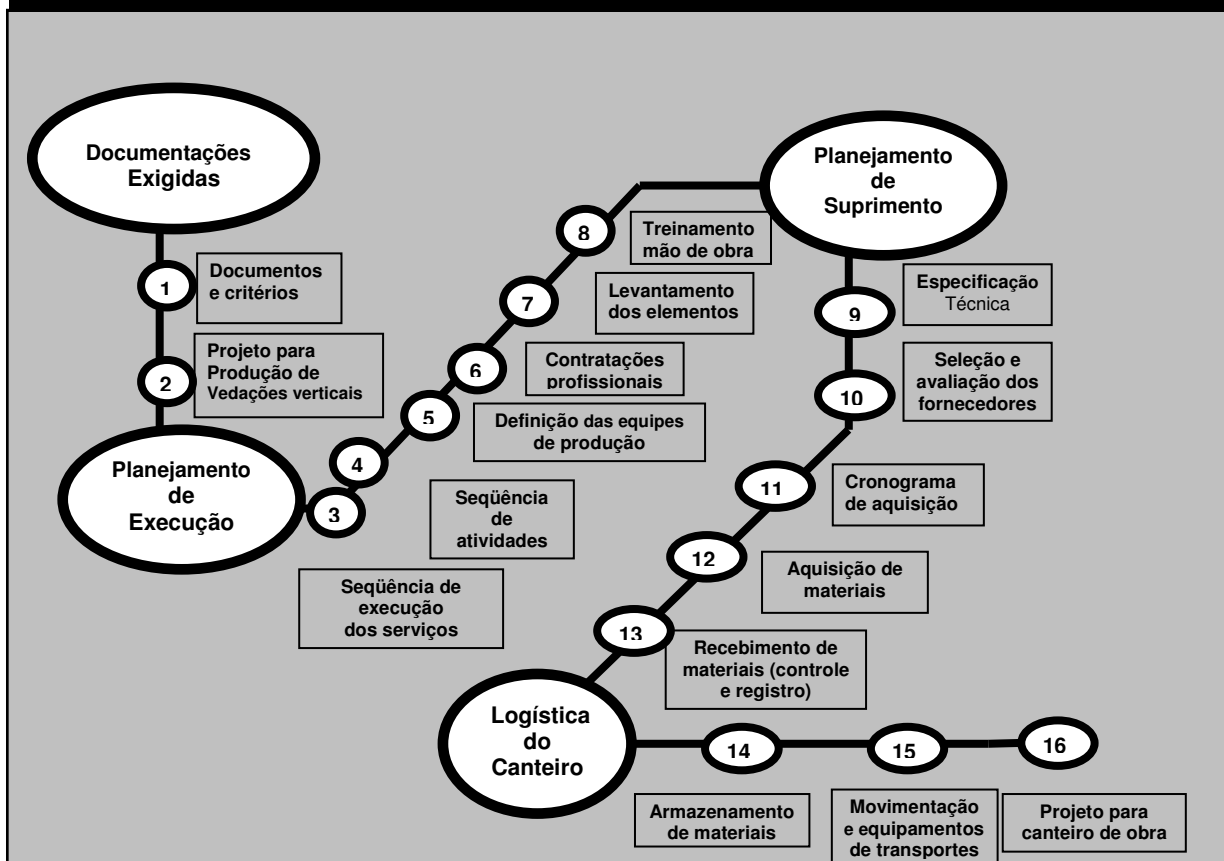 Documentações
Exigidas
1
Documentos
e critérios
2
Projeto para
Produção de
Vedações verticais
Planejamento
de
Execução
3
Seqüência de
execução
dos serviços
4
Seqüência
de
atividades
5
Definição das equipes
de produção
6
Contratações
profissionais
7
Levantamento
dos elementos
8
Treinamento
mão de obra
Planejamento
de
Suprimento
9
Especificação
Técnica
10
Seleção e
avaliação dos
fornecedores
11
Cronograma
de aquisição
12
Aquisição de
materiais
13
Recebimento de
materiais (controle
e registro)
Logística
do
Canteiro
14
Armazenamento
de materiais
15
Movimentação
e equipamentos
de transportes
16
Projeto para
canteiro de obra